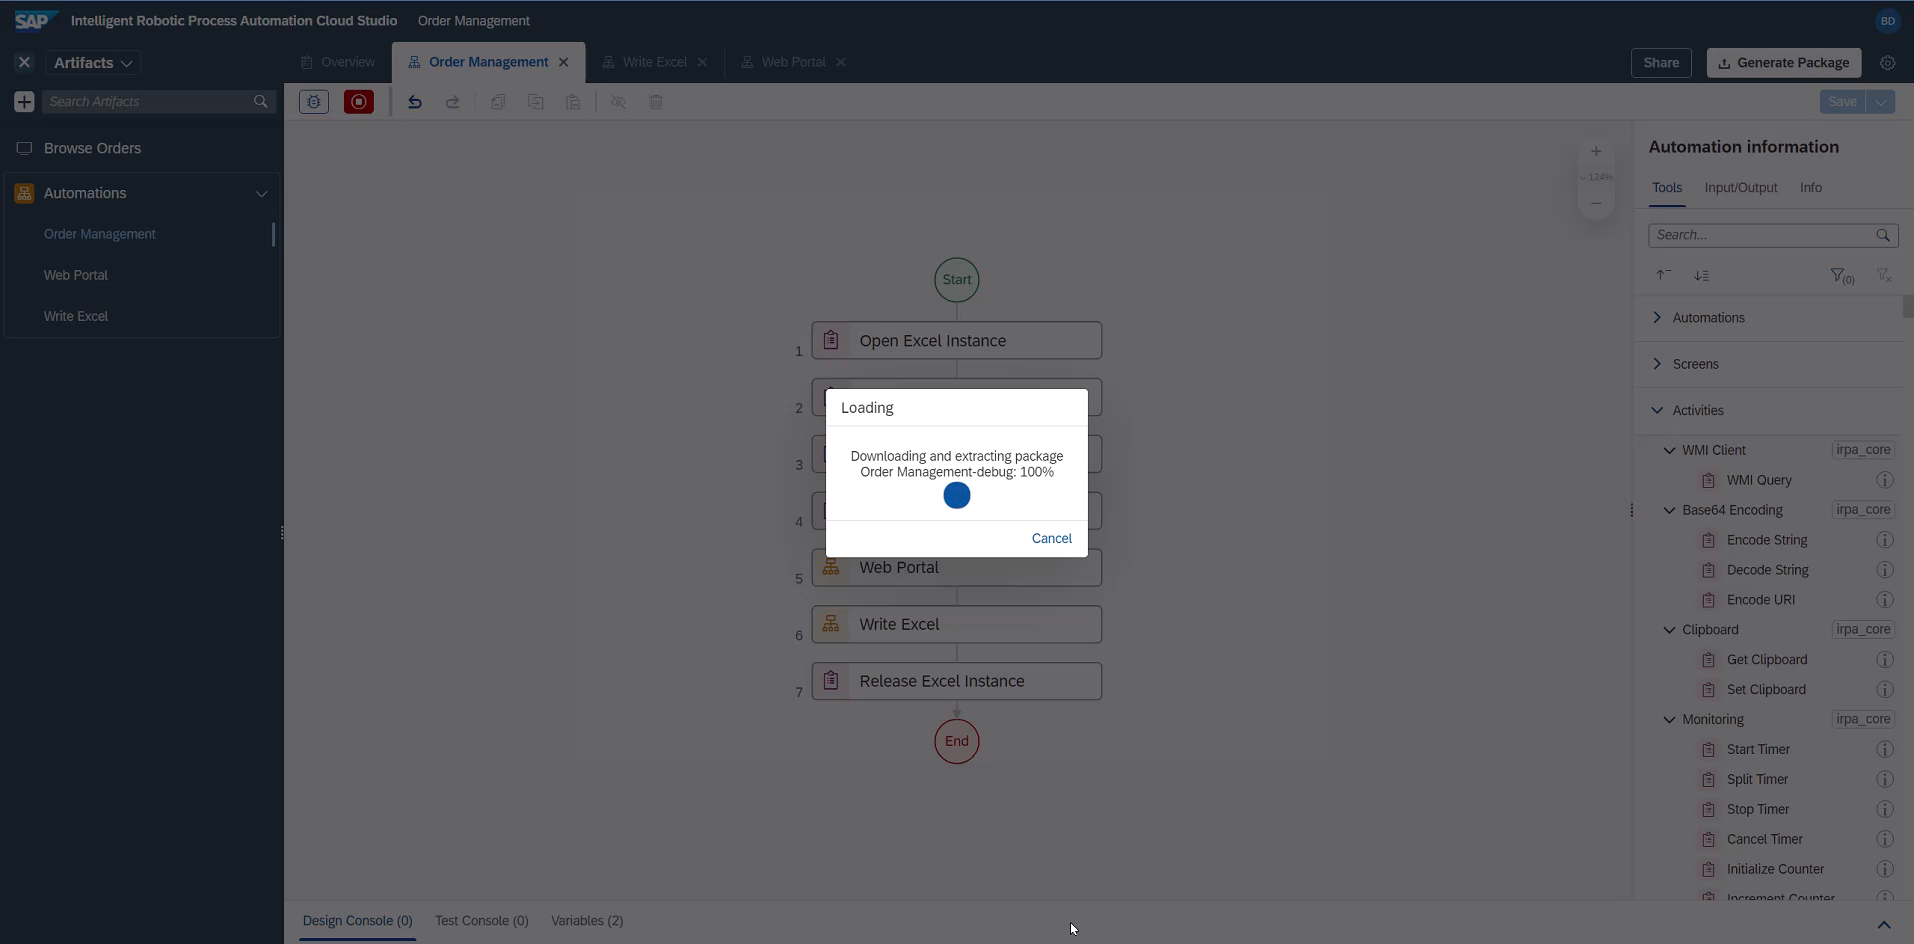 SAP Intelligent Robotic Process Automation Cloud Studio Order Management BD
Artifacts Overview Order Management Write Excel Web Portal Share Generate Package
Search Artifacts Save
Browse Orders
Automations
Order Management
Web Portal
Write Excel
124%
Start
1 Open Excel Instance
2
3
4
5 Web Portal
6 Write Excel
7 Release Excel Instance
End
Loading
Downloading and extracting package
Order Management-debug: 100%
Cancel
Automation information
Tools Input/Output Info
Search...
(0)
Automations
Screens
Activities
WMI Client irpa_core
WMI Query
Base64 Encoding irpa_core
Encode String
Decode String
Encode URI
Clipboard irpa_core
Get Clipboard
Set Clipboard
Monitoring irpa_core
Start Timer
Split Timer
Stop Timer
Cancel Timer
Initialize Counter
Increment Counter
Design Console (0) Test Console (0) Variables (2)